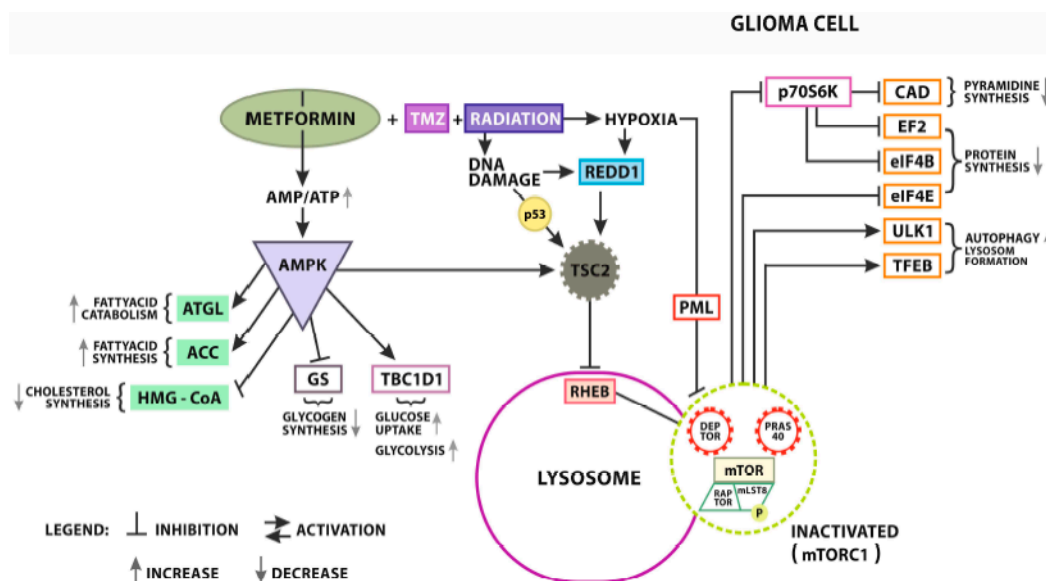 GLIOMA CELL
METFORMIN + TMZ + RADIATION
HYPOXIA
p70S6K
CAD
PYRAMIDINE
SYNTHESIS
EF2
eIF4B
PROTEIN
SYNTHESIS
eIF4E
ULK1
TFEB
AUTOPHAGY
LYSOSOM
FORMATION
DNA
DAMAGE
REDD1
AMP/ATP
p53
AMPK
TSC2
PML
FATTYACID
CATABOLISM
ATGL
FATTYACID
SYNTHESIS
ACC
CHOLESTEROL
SYNTHESIS
HMG - CoA
GS
TBC1D1
GLYCOGEN
SYNTHESIS
GLUCOSE
UPTAKE
GLYCOLYSIS
RHEB
DEP
TOR
PRAS
40
mTOR
RAP
TOR
mLST8
P
LYSOSOME
INACTIVATED
( mTORC1 )
LEGEND:
INHIBITION
ACTIVATION
INCREASE
DECREASE